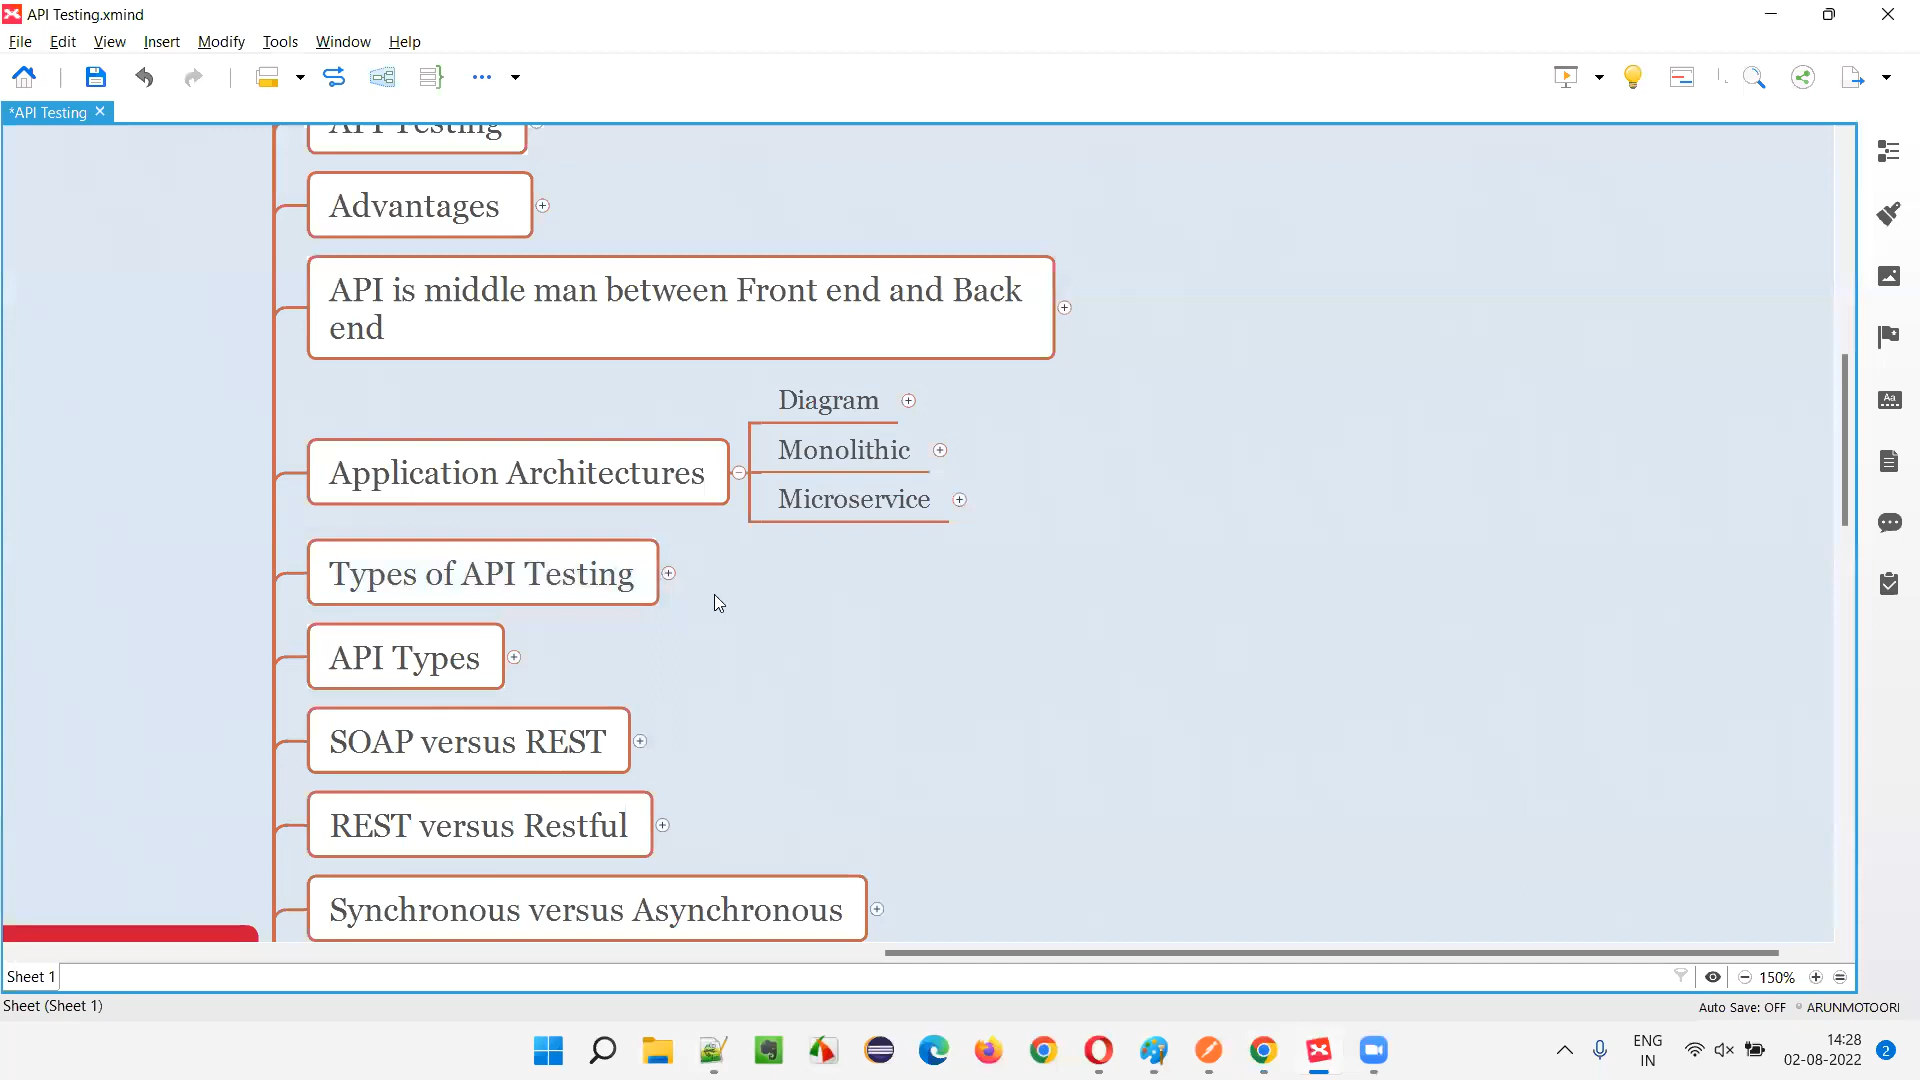 API Testing.xmind
File Edit View Insert Modify Tools Window Help
*API Testing
API Testing
Advantages
API is middle man between Front end and Back
end
Diagram
Monolithic
Application Architectures
Microservice
Types of API Testing
API Types
SOAP versus REST
REST versus Restful
Synchronous versus Asynchronous
Sheet 1
150%
Sheet (Sheet 1)
Auto Save: OFF ARUNMOTOORI
ENG
IN
14:28
02-08-2022
2
Aa